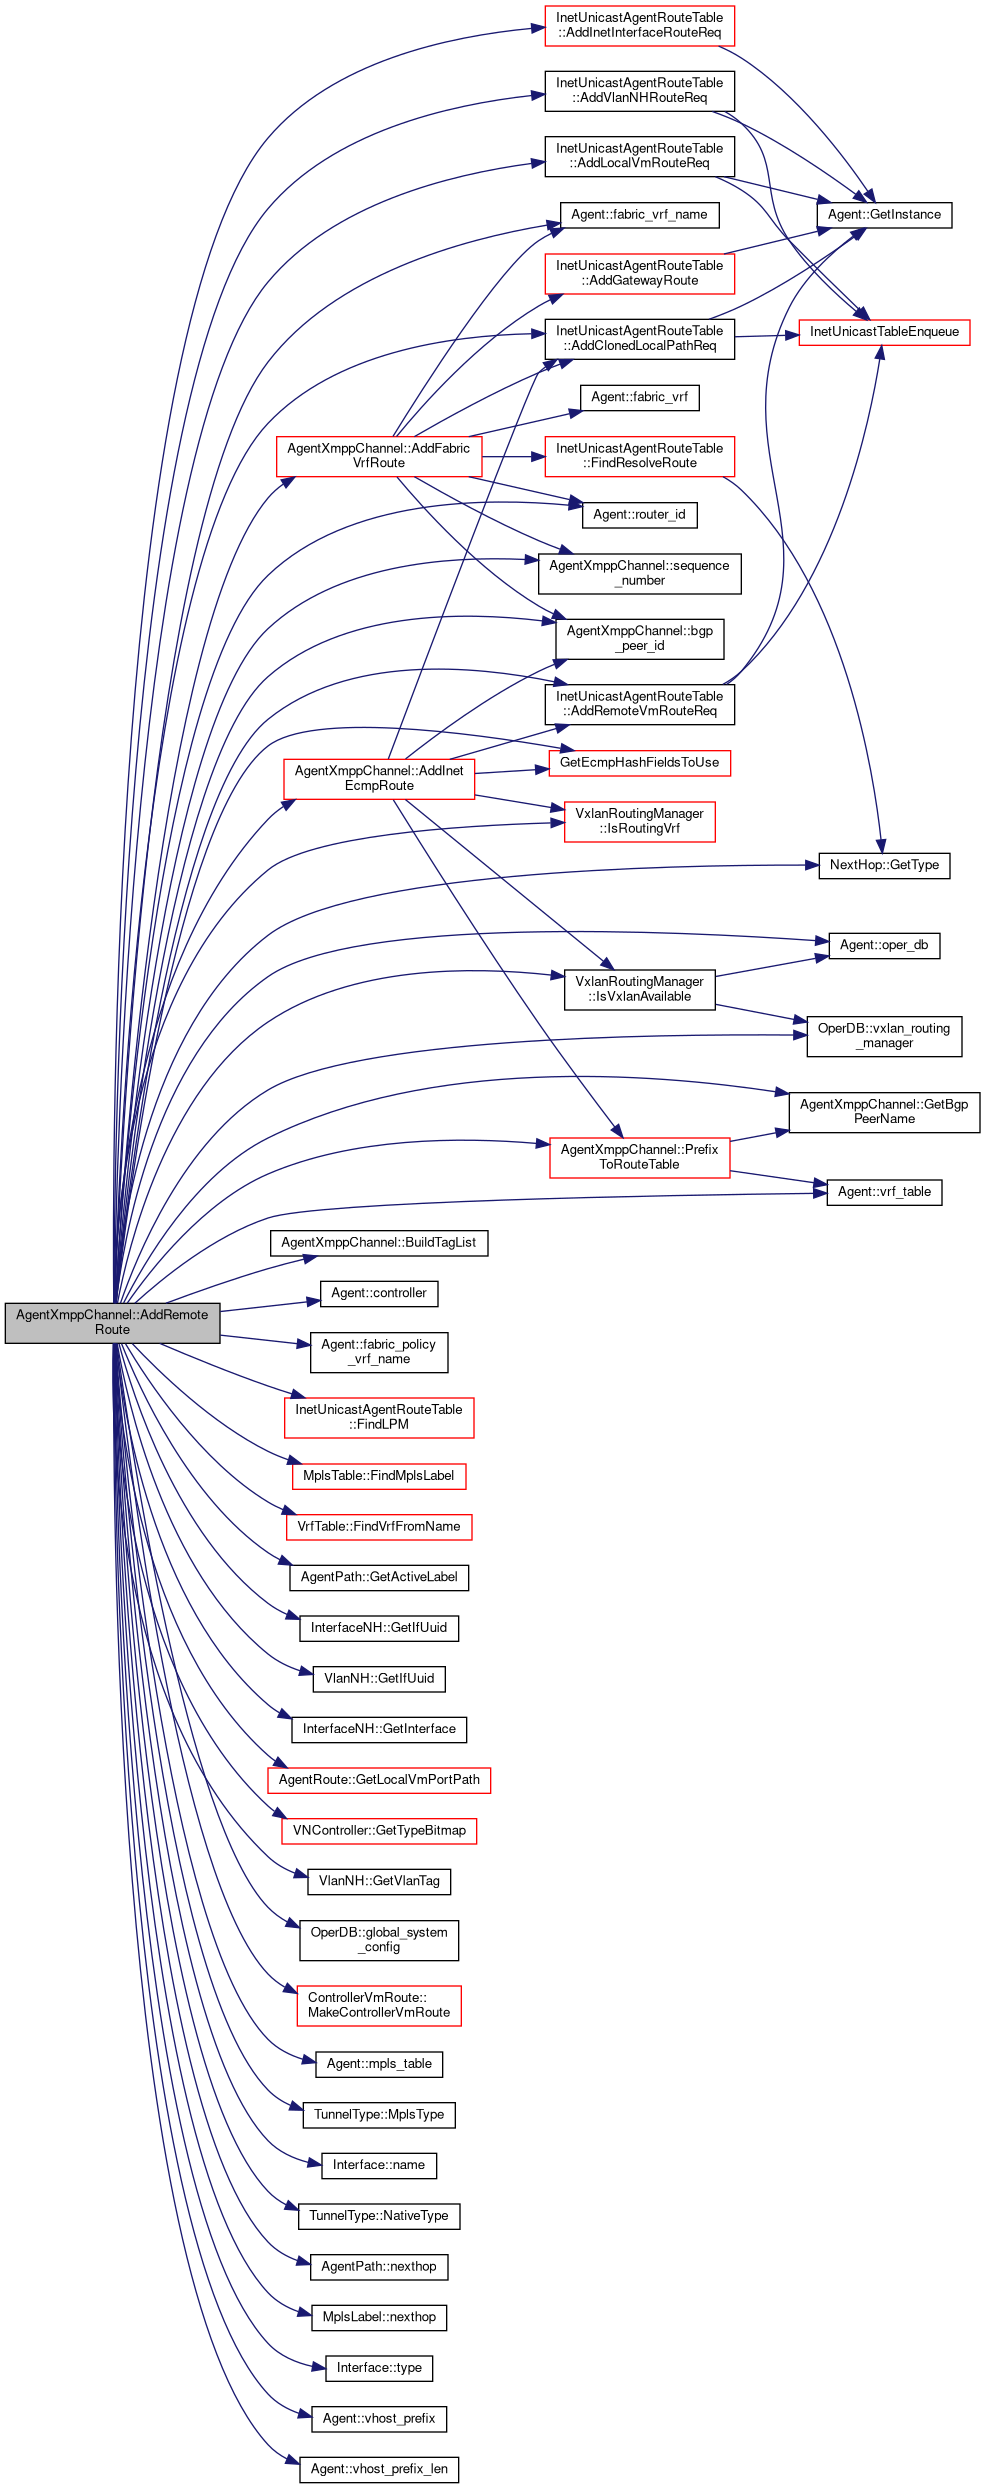 InetUnicastAgentRouteTable
::AddInetInterfaceRouteReq
InetUnicastAgentRouteTable
::AddVlanNHRouteReq
InetUnicastAgentRouteTable
::AddLocalVmRouteReq
Agent::fabric_vrf_name
Agent::GetInstance
InetUnicastAgentRouteTable
::AddGatewayRoute
InetUnicastAgentRouteTable
::AddClonedLocalPathReq
InetUnicastTableEnqueue
Agent::fabric_vrf
AgentXmppChannel::AddFabric
VrfRoute
InetUnicastAgentRouteTable
::FindResolveRoute
Agent::router_id
AgentXmppChannel::sequence
_number
AgentXmppChannel::bgp
_peer_id
InetUnicastAgentRouteTable
::AddRemoteVmRouteReq
GetEcmpHashFieldsToUse
AgentXmppChannel::AddInet
EcmpRoute
VxlanRoutingManager
::IsRoutingVrf
NextHop::GetType
Agent::oper_db
VxlanRoutingManager
::IsVxlanAvailable
OperDB::vxlan_routing
_manager
AgentXmppChannel::GetBgp
PeerName
AgentXmppChannel::Prefix
ToRouteTable
Agent::vrf_table
AgentXmppChannel::BuildTagList
Agent::controller
AgentXmppChannel::AddRemote
Route
Agent::fabric_policy
_vrf_name
InetUnicastAgentRouteTable
::FindLPM
MplsTable::FindMplsLabel
VrfTable::FindVrfFromName
AgentPath::GetActiveLabel
InterfaceNH::GetIfUuid
VlanNH::GetIfUuid
InterfaceNH::GetInterface
AgentRoute::GetLocalVmPortPath
VNController::GetTypeBitmap
VlanNH::GetVlanTag
OperDB::global_system
_config
ControllerVmRoute::
MakeControllerVmRoute
Agent::mpls_table
TunnelType::MplsType
Interface::name
TunnelType::NativeType
AgentPath::nexthop
MplsLabel::nexthop
Interface::type
Agent::vhost_prefix
Agent::vhost_prefix_len